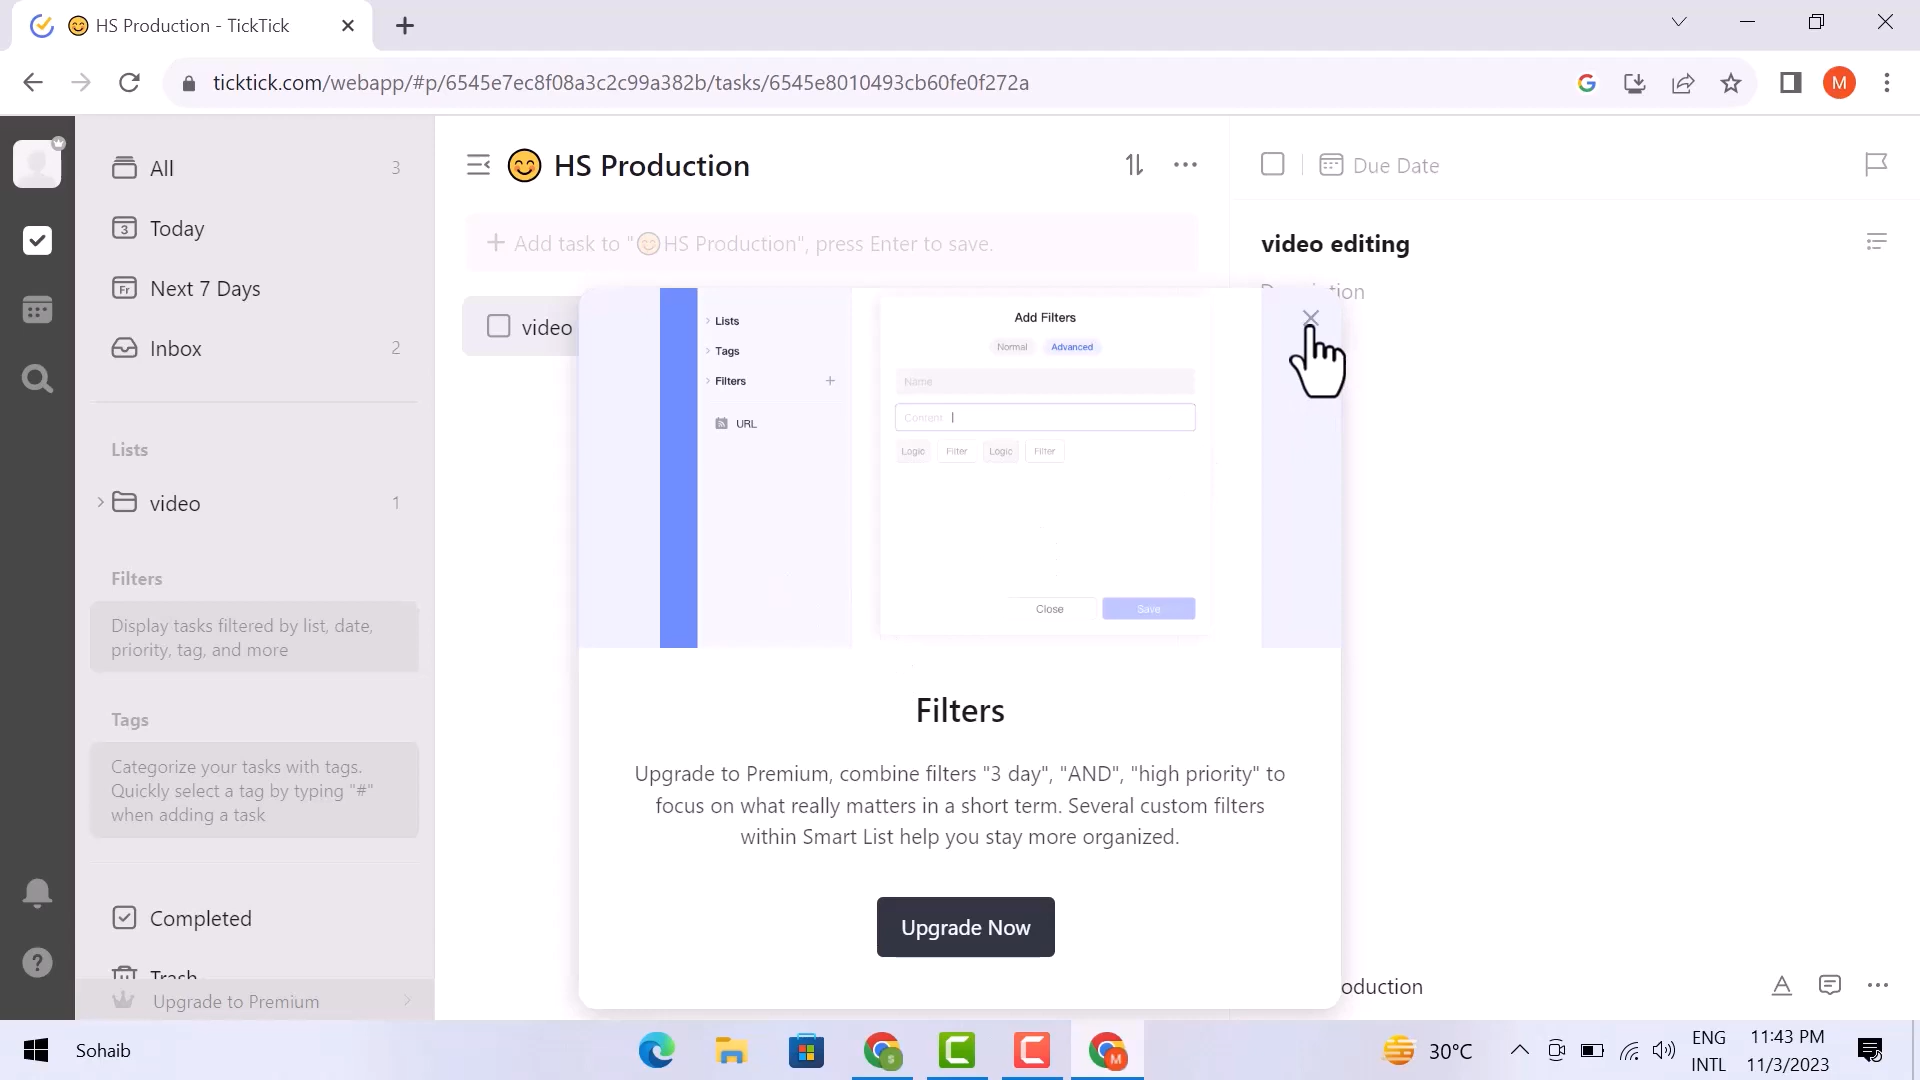 HS Production - TickTick
ticktick.com/webapp/#p/6545e7ec8f08a3c2c99a382b/tasks/6545e8010493cb60fe0f272a
M
All
3
3
Today
Fr
Next 7 Days
Inbox
2
Lists
video
1
Filters
Display tasks filtered by list, date,
priority, tag, and more
Tags
Categorize your tasks with tags.
Quickly select a tag by typing "#"
when adding a task
Completed
Trash
Upgrade to Premium
HS Production
Add task to "😊HS Production", press Enter to save.
video
Due Date
video editing
Lists
Tags
Filters
URL
Add Filters
Normal
Advanced
Name
Content
Logic
Filter
Logic
Filter
Close
Save
Filters
Upgrade to Premium, combine filters "3 day", "AND", "high priority" to
focus on what really matters in a short term. Several custom filters
within Smart List help you stay more organized.
Upgrade Now
oduction
Sohaib
S
M
30°C
ENG
INTL
11:43 PM
11/3/2023